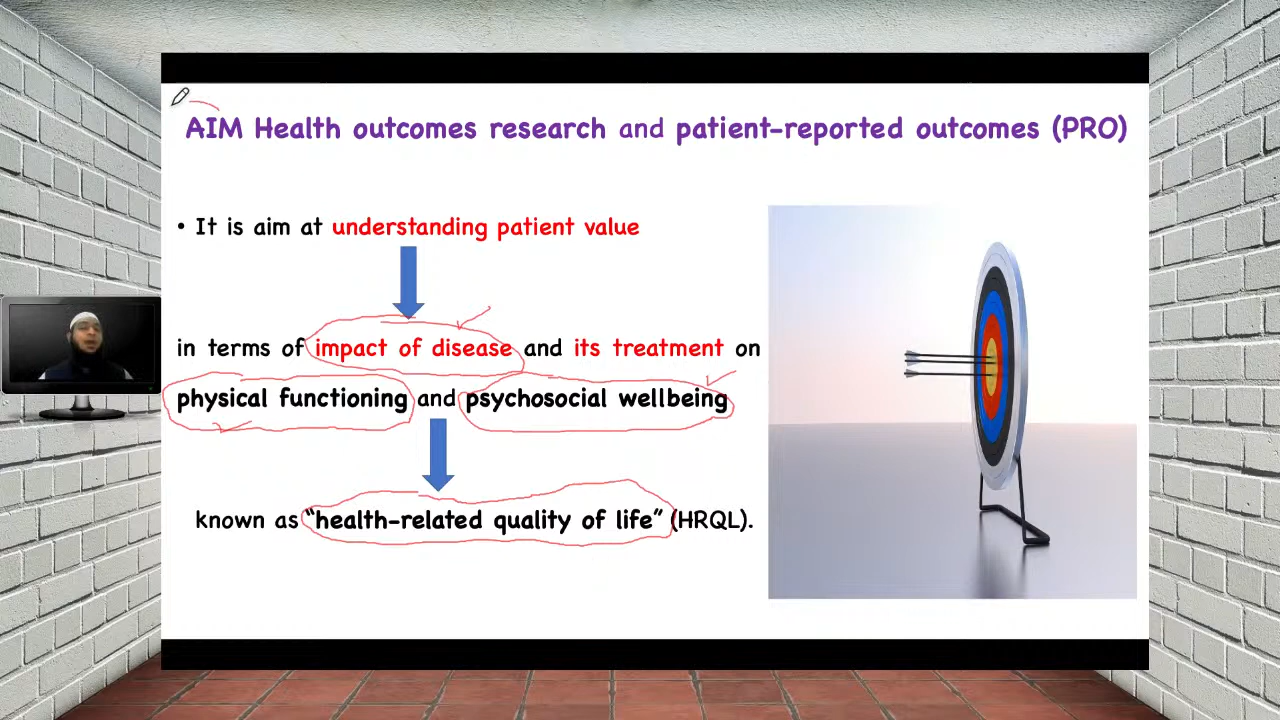 AIM Health outcomes research and patient-reported outcomes (PRO)
• It is aim at understanding patient value
in terms of impact of disease and its treatment on
physical functioning and psychosocial wellbeing
known as “health-related quality of life” (HRQL).